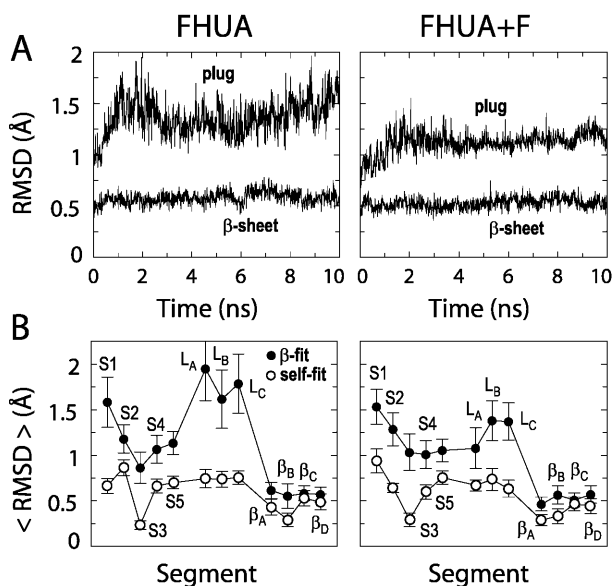 FHUA FHUA+F
A
RMSD (Å)
2
1.5
1
0.5
0
plug
β-sheet
plug
β-sheet
0 2 4 6 8 10
0 2 4 6 8 10
Time (ns) Time (ns)
B
< RMSD > (Å)
2
1.5
1
0.5
0
S1
S2
S3
S4
S5
LA
LB
LC
βA
βB
βC
βD
β-fit
self-fit
S1
S2
S3
S4
S5
LA
LB
LC
βA
βB
βC
βD
Segment Segment